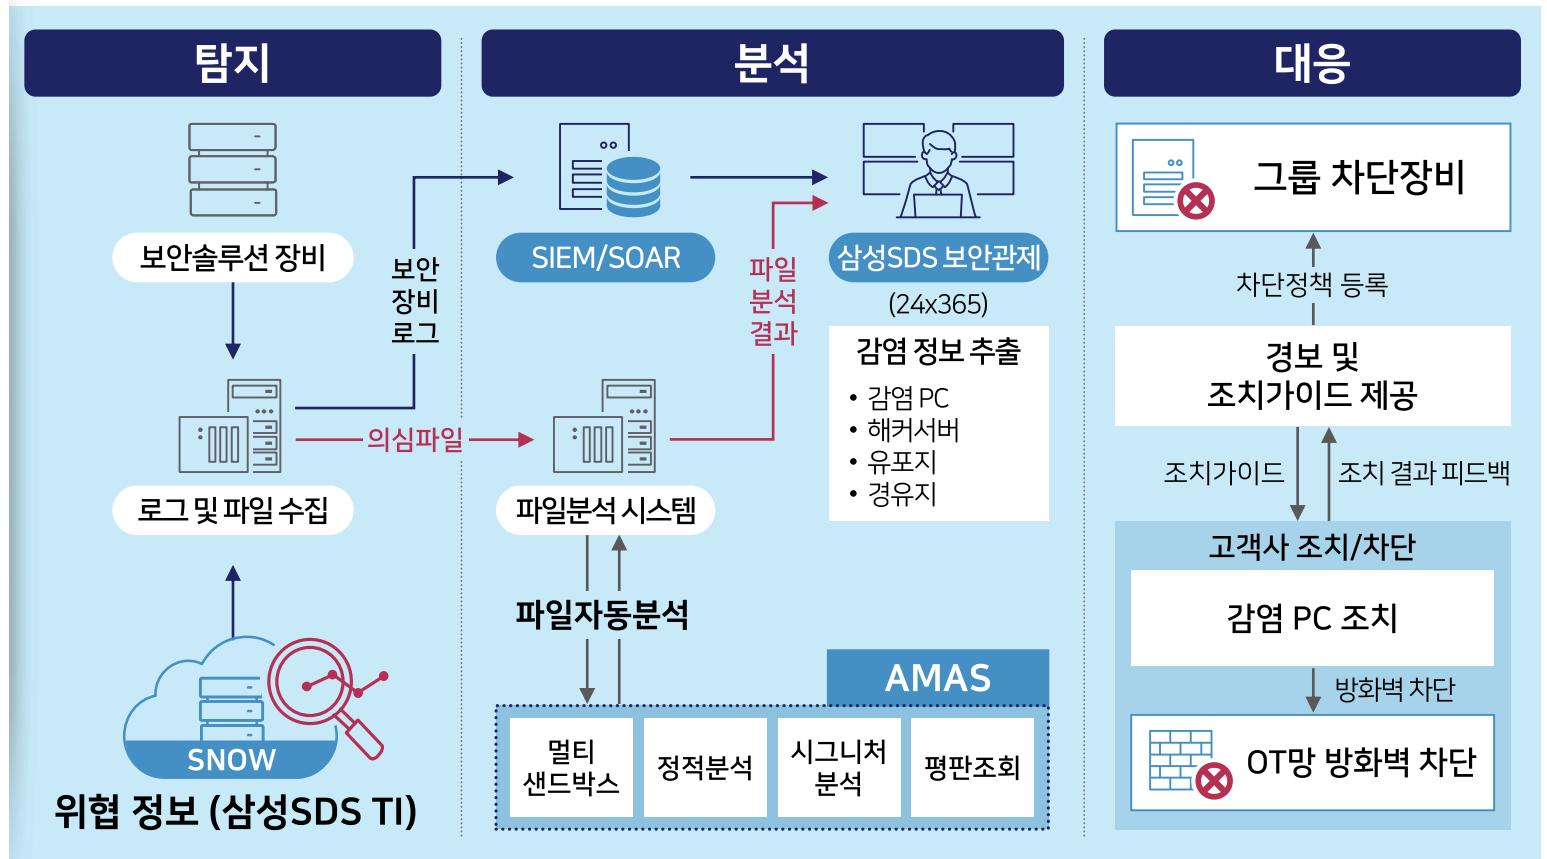 탐지
보안솔루션 장비
보안
장비
로그
의심파일
로그 및 파일 수집
SNOW
위협 정보 (삼성SDS TI)
분석
SIEM/SOAR
삼성SDS 보안관제
(24x365)
파일
분석
결과
감염 정보 추출
• 감염 PC
• 해커서버
• 유포지
• 경유지
파일분석 시스템
파일자동분석
AMAS
멀티
샌드박스
정적분석
시그니처
분석
평판조회
대응
그룹 차단장비
차단정책 등록
경보 및
조치가이드 제공
조치가이드
조치 결과 피드백
고객사 조치/차단
감염 PC 조치
방화벽 차단
OT망 방화벽 차단